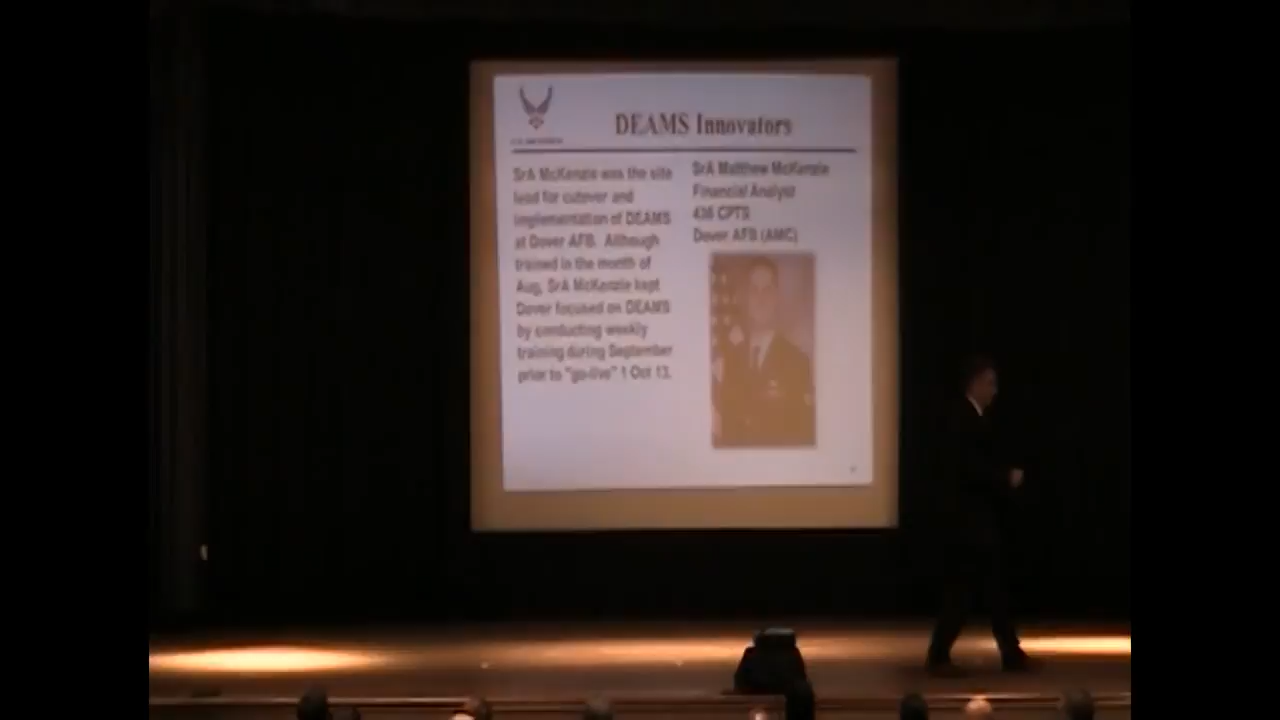 DEAMS Innovators
SrA McKenzie was the site
lead for cutover and
implementation of DEAMS
at Dover AFB. Although
trained in the month of
Aug, SrA McKenzie kept
Dover focused on DEAMS
by conducting weekly
training during September
prior to "go-live" 1 Oct 13.
SrA Matthew McKenzie
Financial Analyst
436 CPTS
Dover AFB (AMC)